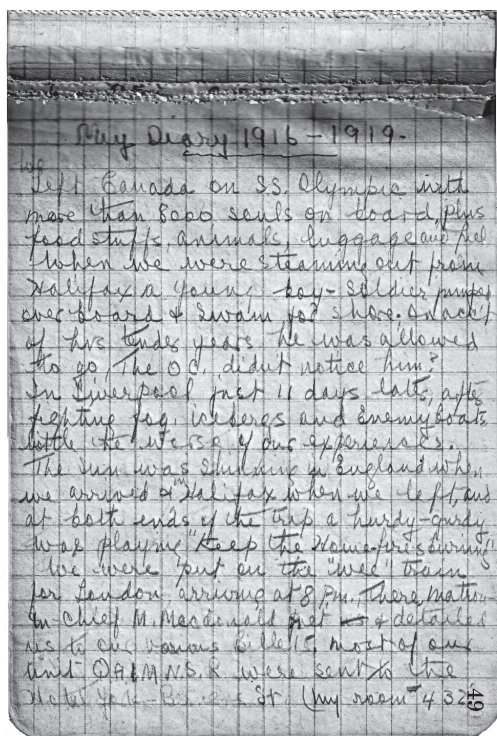 My Diary 1916-1919.
We
Left Canada on S.S. Olympic with
more than 8000 souls on board, plus
foodstuffs, animals, luggage and fuel
When we were steaming out from
Halifax a young boy-soldier jumped
over board & swam for shore. On acc't
of his tender years he was allowed
to go, The O.C. didn't notice him?
In Liverpool just 11 days later, after
fighting fog icebergs and Enemy boats
little the worse of our experiences.
The Sun was Shining in England when
we arrived & in Halifax when we left, and
at both ends of the trip a hurdy-gurdy
was playing "Keep the Home-fires burning"
We were put on the "wee" train
for London arriving at 8 P.M. There, Matron-
in-chief M. Macdonald met & detailed
us to our various Billets, most of our
unit Q.A.I.M.N.S.R were sent to the
Hotel York - St. (my room # 432
49